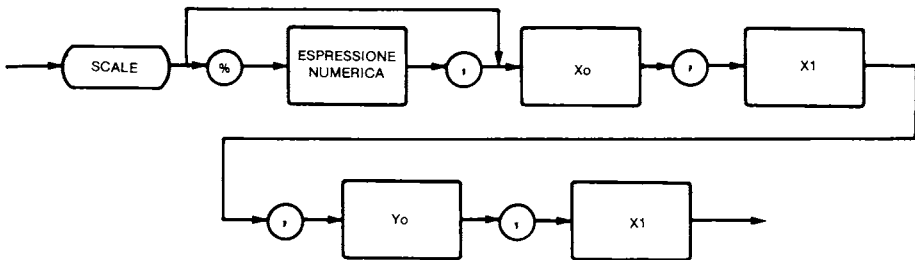 SCALE
%
ESPRESSIONE
NUMERICA
,
Xo
,
X1
,
Yo
,
X1